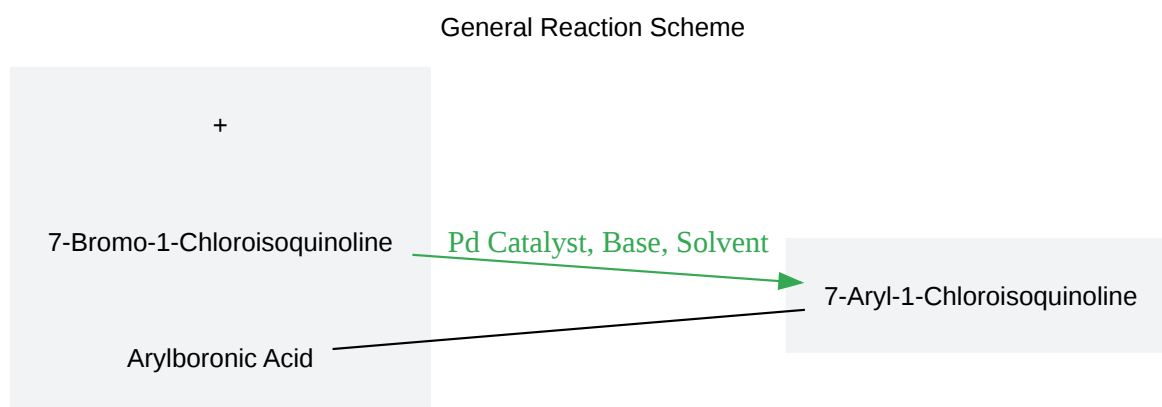 General Reaction Scheme
+
7-Bromo-1-Chloroisoquinoline
Pd Catalyst, Base, Solvent
7-Aryl-1-Chloroisoquinoline
Arylboronic Acid